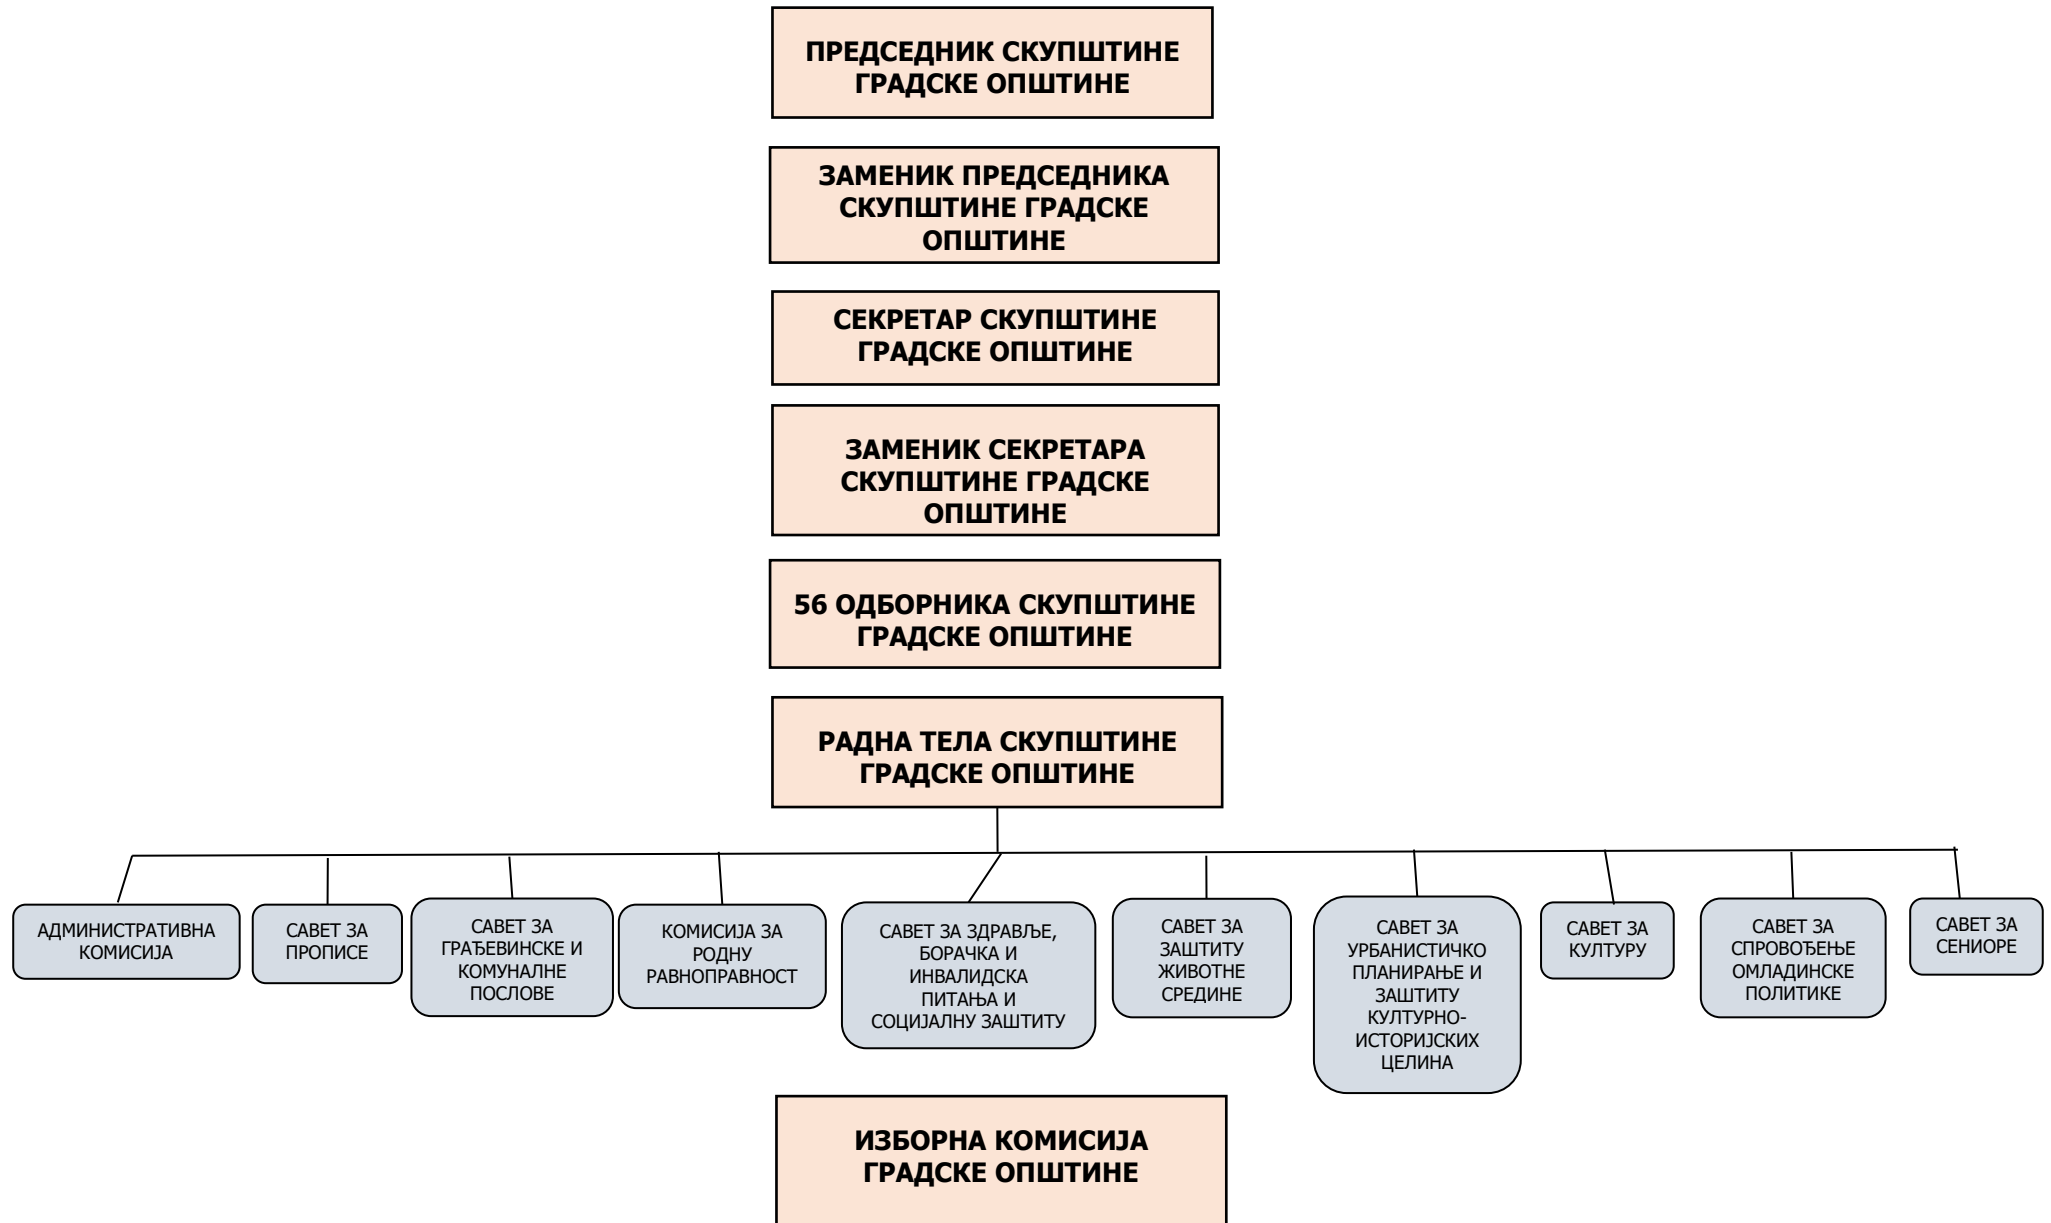 ПРЕДСЕДНИК СКУПШТИНЕ
ГРАДСКЕ ОПШТИНЕ
ЗАМЕНИК ПРЕДСЕДНИКА
СКУПШТИНЕ ГРАДСКЕ
ОПШТИНЕ
СЕКРЕТАР СКУПШТИНЕ
ГРАДСКЕ ОПШТИНЕ
ЗАМЕНИК СЕКРЕТАРА
СКУПШТИНЕ ГРАДСКЕ
ОПШТИНЕ
56 ОДБОРНИКА СКУПШТИНЕ
ГРАДСКЕ ОПШТИНЕ
РАДНА ТЕЛА СКУПШТИНЕ
ГРАДСКЕ ОПШТИНЕ
АДМИНИСТРАТИВНА
КОМИСИЈА
САВЕТ ЗА
ПРОПИСЕ
САВЕТ ЗА
ГРАЂЕВИНСКЕ И
КОМУНАЛНЕ
ПОСЛОВЕ
КОМИСИЈА ЗА
РОДНУ
РАВНОПРАВНОСТ
САВЕТ ЗА ЗДРАВЉЕ,
БОРАЧКА И
ИНВАЛИДСКА
ПИТАЊА И
СОЦИЈАЛНУ ЗАШТИТУ
САВЕТ ЗА
ЗАШТИТУ
ЖИВОТНЕ
СРЕДИНЕ
САВЕТ ЗА
УРБАНИСТИЧКО
ПЛАНИРАЊЕ И
ЗАШТИТУ
КУЛТУРНО-
ИСТОРИЈСКИХ
ЦЕЛИНА
САВЕТ ЗА
КУЛТУРУ
САВЕТ ЗА
СПРОВОЂЕЊЕ
ОМЛАДИНСКЕ
ПОЛИТИКЕ
САВЕТ ЗА
СЕНИОРЕ
ИЗБОРНА КОМИСИЈА
ГРАДСКЕ ОПШТИНЕ